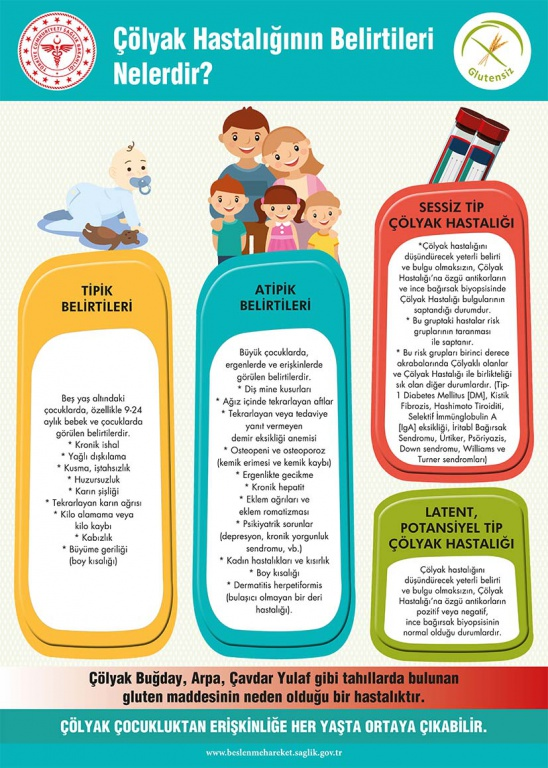 Çölyak Hastalığının Belirtileri
Nelerdir?
TÜRKİYE CUMHURİYETİ SAĞLIK BAKANLIĞI
Glutensiz
TİPİK
BELİRTİLERİ
Beş yaş altındaki
çocuklarda, özellikle 9-24
aylık bebek ve çocuklarda
görülen belirtilerdir.
* Kronik ishal
* Yağlı dışkılama
* Kusma, iştahsızlık
* Huzursuzluk
* Karın şişliği
* Tekrarlayan karın ağrısı
* Kilo alamama veya
kilo kaybı
* Kabızlık
* Büyüme geriliği
(boy kısalığı)
ATİPİK
BELİRTİLERİ
Büyük çocuklarda,
ergenlerde ve erişkinlerde
görülen belirtilerdir.
* Diş mine kusurları
* Ağız içinde tekrarlayan aftlar
* Tekrarlayan veya tedaviye
yanıt vermeyen
demir eksikliği anemisi
* Osteopeni ve osteoporoz
(kemik erimesi ve kemik kaybı)
* Ergenlikte gecikme
* Kronik hepatit
* Eklem ağrıları ve
eklem romatizması
* Psikiyatrik sorunlar
(depresyon, kronik yorgunluk
sendromu, vb.)
* Kadın hastalıkları ve kısırlık
* Boy kısalığı
* Dermatitis herpetiformis
(bulaşıcı olmayan bir deri
hastalığı).
SESSİZ TİP
ÇÖLYAK HASTALIĞI
*Çölyak hastalığını
düşündürecek yeterli belirti
ve bulgu olmaksızın, Çölyak
Hastalığı'na özgü antikorların
ve ince bağırsak biyopsisinde
Çölyak Hastalığı bulgularının
saptandığı durumdur.
* Bu gruptaki hastalar risk
gruplarının taranması
ile saptanır.
* Bu risk grupları birinci derece
akrabalarında Çölyaklı olanlar
ve Çölyak Hastalığı ile birlikteliği
sık olan diğer durumlardır. (Tip-
1 Diabetes Mellitus [DM], Kistik
Fibrozis, Hashimoto Tiroiditi,
Selektif İmmünglobulin A
[IgA] eksikliği, İritabl Bağırsak
Sendromu, Ürtiker, Psöriyazis,
Down sendromu, Williams ve
Turner sendromları)
LATENT,
POTANSİYEL TİP
ÇÖLYAK HASTALIĞI
Çölyak hastalığını
düşündürecek yeterli belirti
ve bulgu olmaksızın, Çölyak
Hastalığı'na özgü antikorların
pozitif veya negatif,
ince bağırsak biyopsisinin
normal olduğu durumlardır.
Çölyak Buğday, Arpa, Çavdar Yulaf gibi tahıllarda bulunan
gluten maddesinin neden olduğu bir hastalıktır.
ÇÖLYAK ÇOCUKLUKTAN ERİŞKİNLİĞE HER YAŞTA ORTAYA ÇIKABİLİR.
www.beslenmehareket.saglik.gov.tr